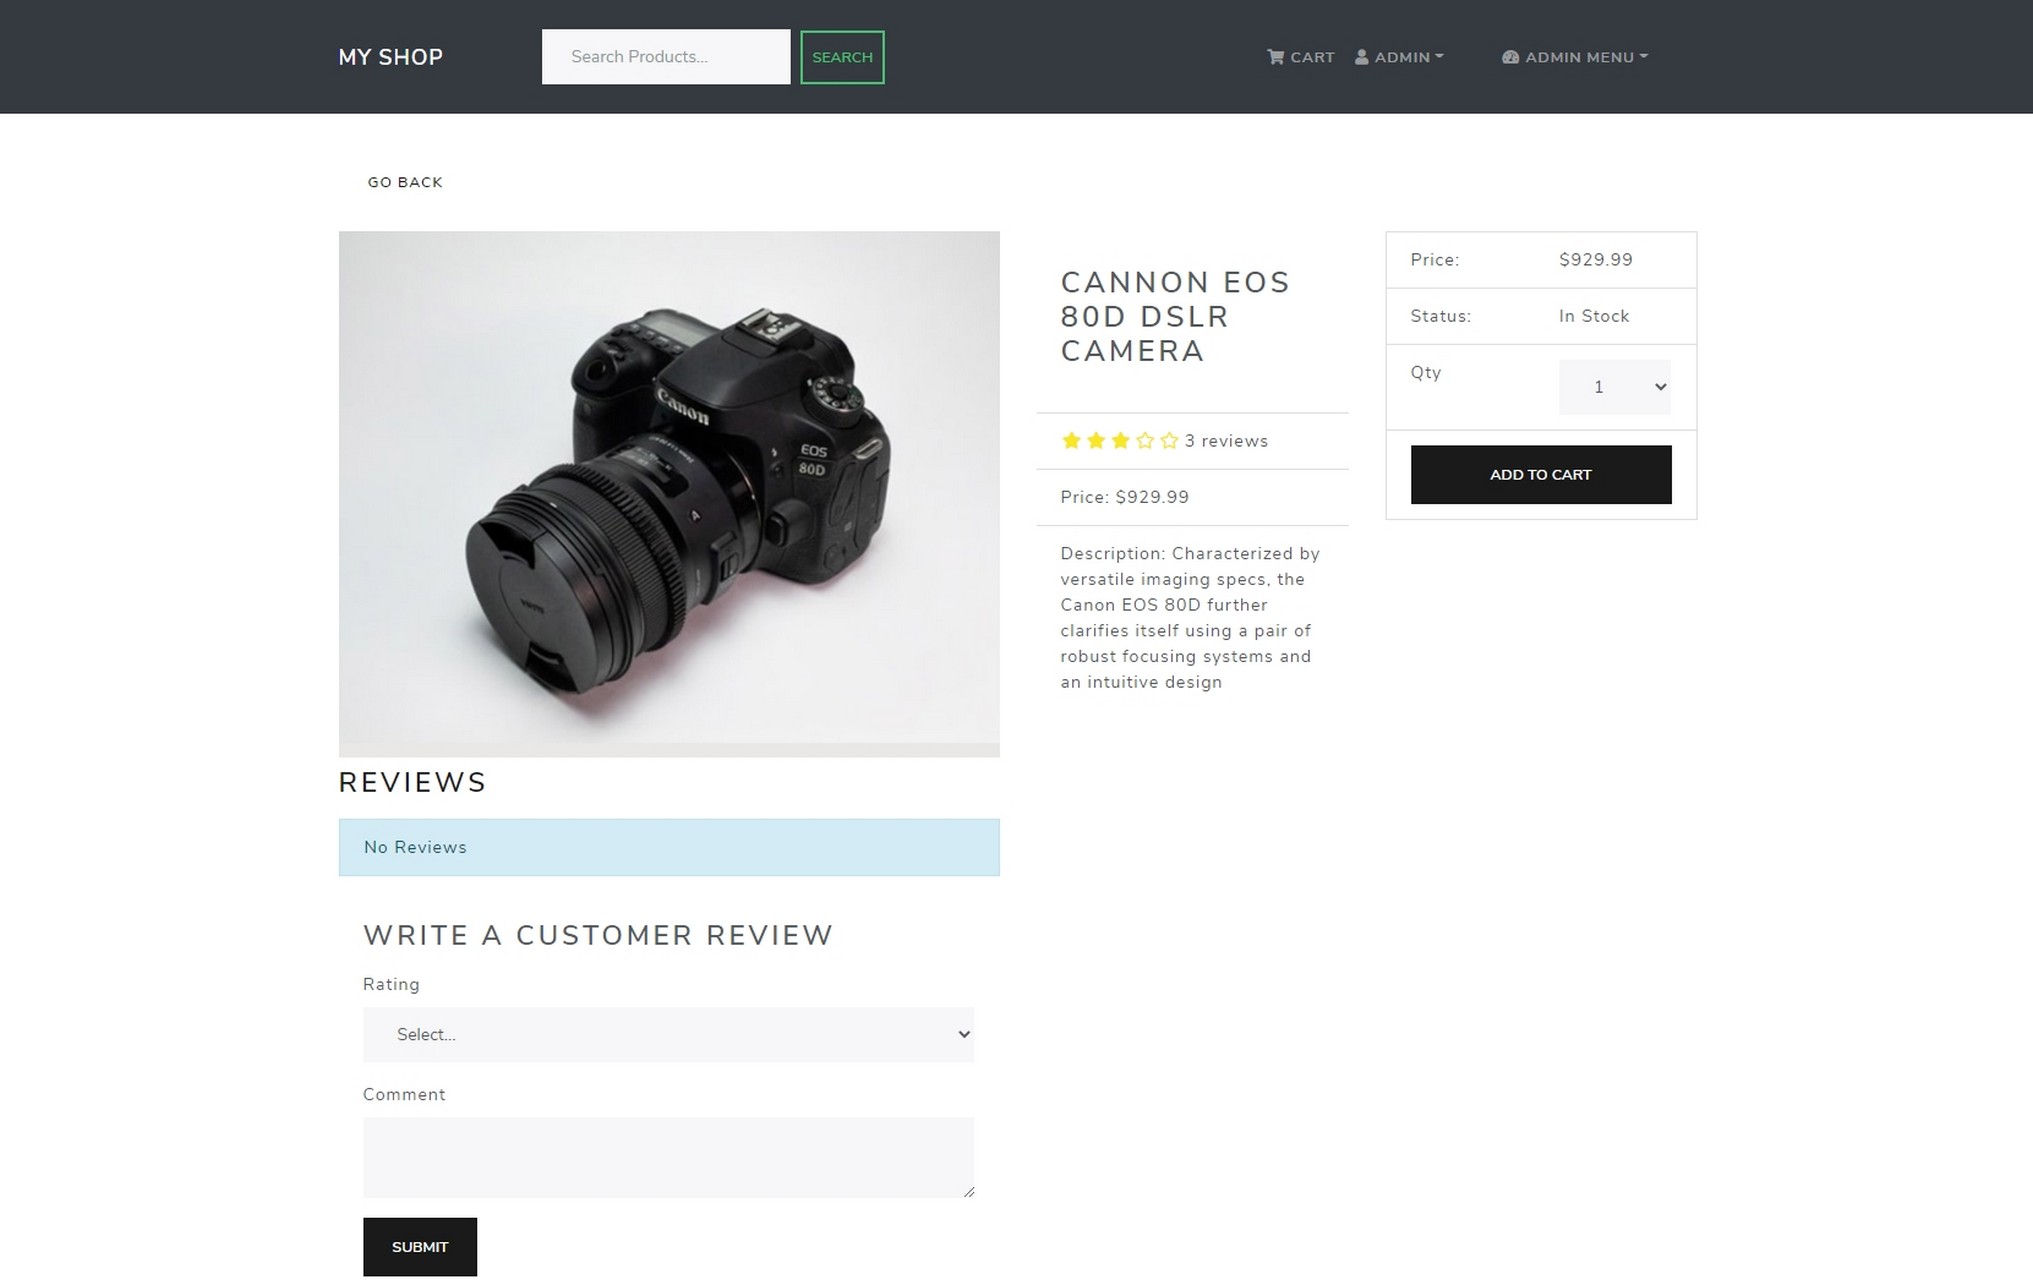 MY SHOP
Search Products...
SEARCH
CART
ADMIN
ADMIN MENU
GO BACK
Canon
EOS
80D
A
CANNON EOS
80D DSLR
CAMERA
3 reviews
Price: $929.99
Description: Characterized by
versatile imaging specs, the
Canon EOS 80D further
clarifies itself using a pair of
robust focusing systems and
an intuitive design
Price: $929.99
Status: In Stock
Qty 1
ADD TO CART
REVIEWS
No Reviews
WRITE A CUSTOMER REVIEW
Rating
Select...
Comment
SUBMIT